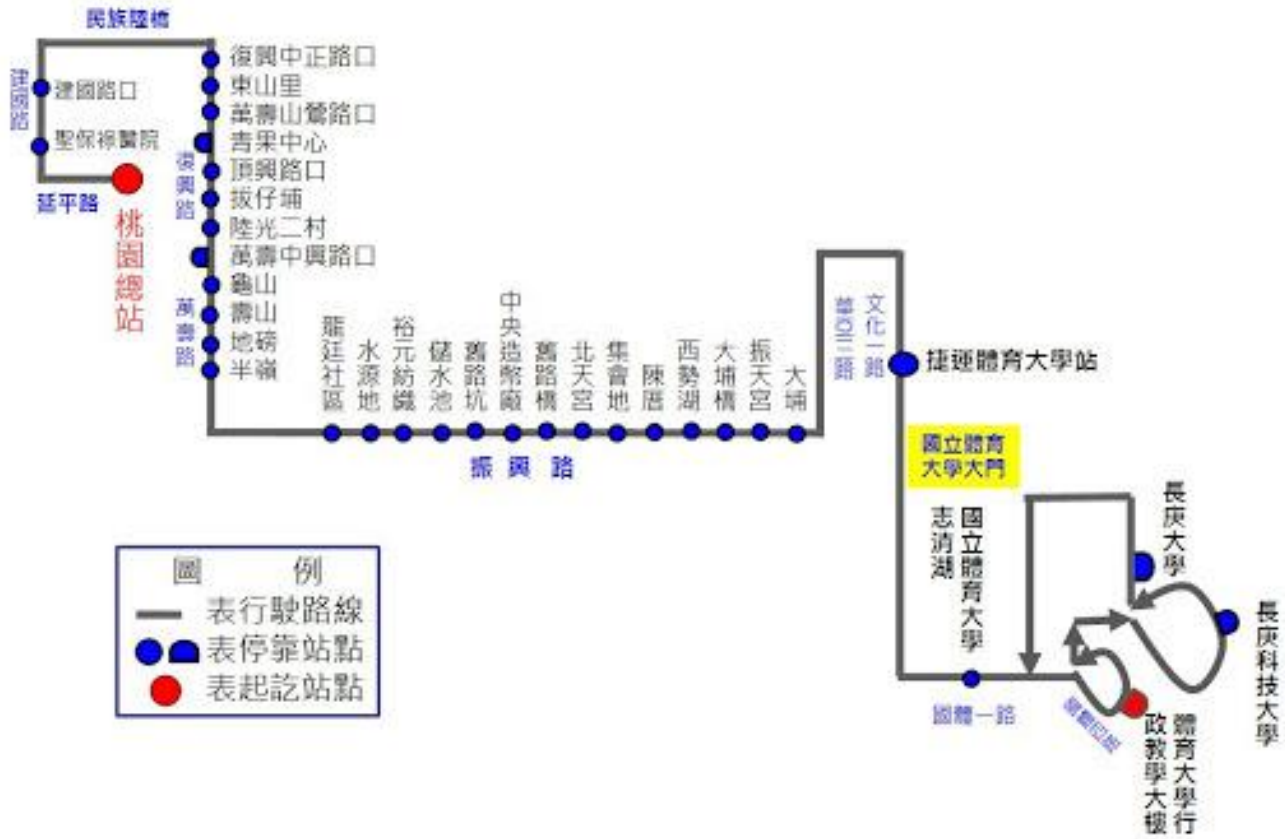 民族陸橋
建國路
建國路口
聖保祿醫院
延平路
桃園總站
復興中正路口
東山里
萬壽山鶯路口
青果中心
頂興路口
拔仔埔
陸光二村
萬壽中興路口
龜山
壽山
地磅
半嶺
復興路
萬壽路
龍廷社區
水源地
裕元紡織
儲水池
舊路坑
中央造幣廠
舊路橋
北天宮
集會地
陳厝
西勢湖
大埔橋
振天宮
大埔
振興路
華亞二路
文化一路
捷運體育大學站
國立體育
大學大門
國立體育大學
志清湖
國體一路
長庚大學
長庚科技大學
體育大學行
政教學大樓
圖 例
表行駛路線
表停靠站點
表起訖站點